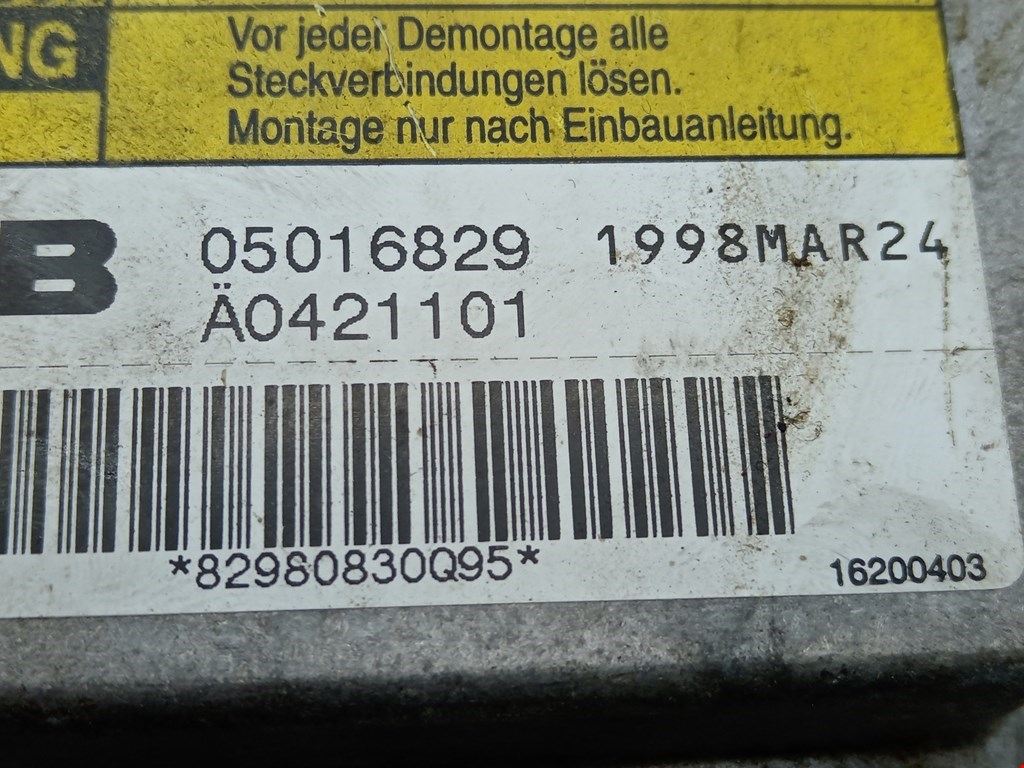 NG
Vor jeder Demontage alle
Steckverbindungen lösen.
Montage nur nach Einbauanleitung.
B
05016829 1998MAR24
Ä0421101
*82980830Q95*
16200403